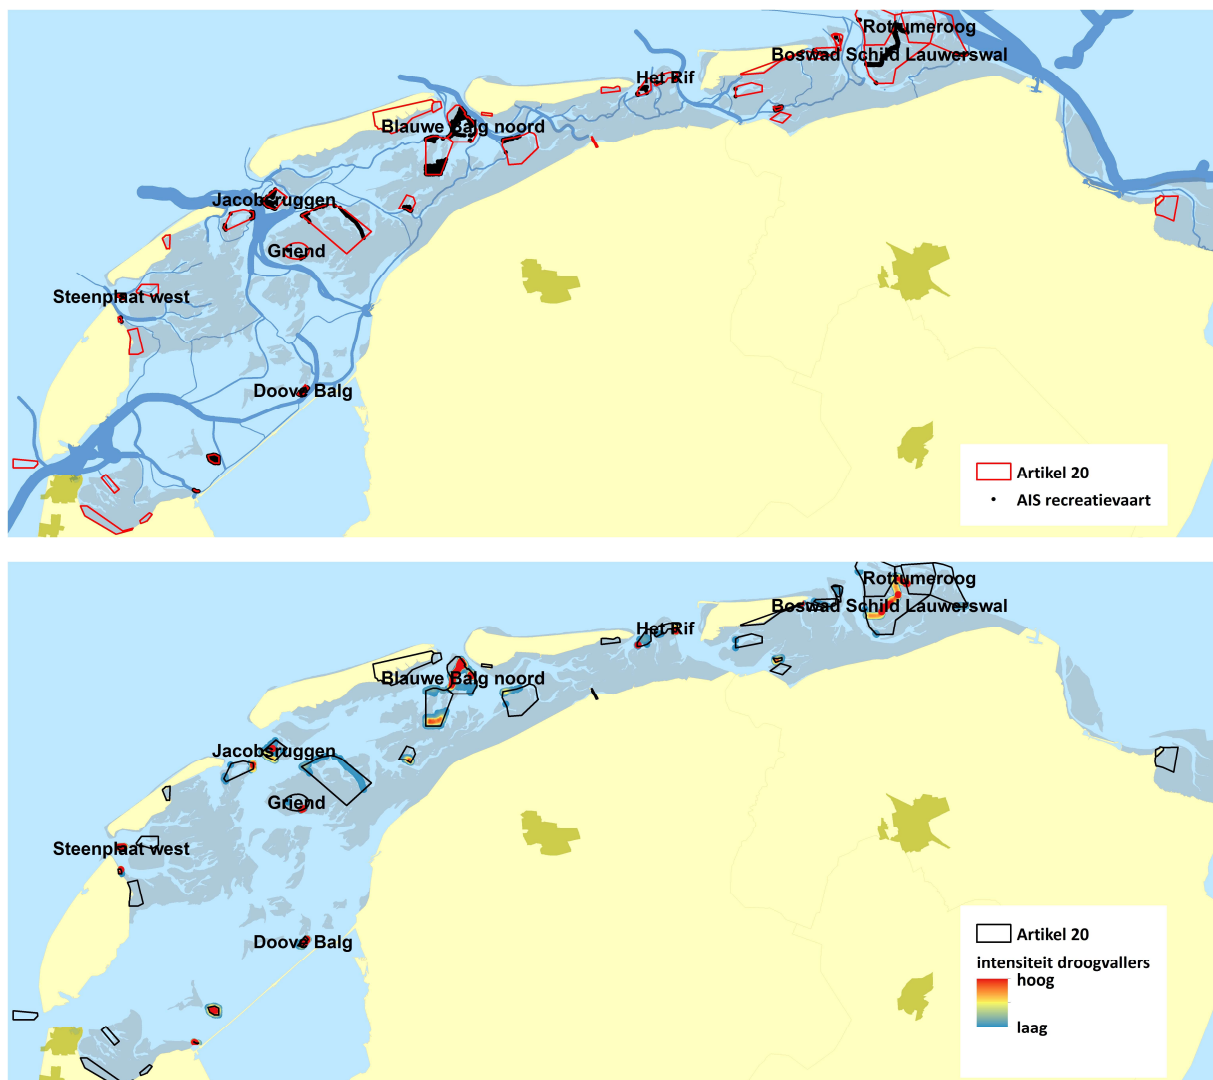 Rottumeroog
Boswad Schild Lauwerswal
Het Rif
Blauwe Balg noord
Jacobsruggen
Griend
Steenplaat west
Doove Balg
Artikel 20
AIS recreatievaart
Rottumeroog
Boswad Schild Lauwerswal
Het Rif
Blauwe Balg noord
Jacobsruggen
Griend
Steenplaat west
Doove Balg
Artikel 20
intensiteit droogvallers
hoog
laag